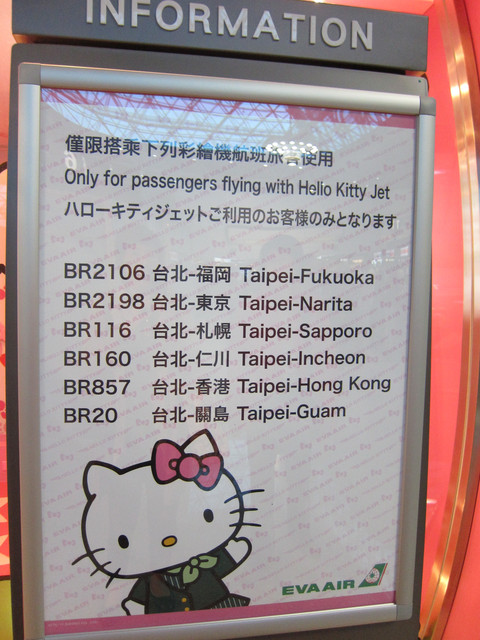 INFORMATION
僅限搭乘下列彩繪機航班旅客使用
Only for passengers flying with Hello Kitty Jet
ハローキティジェットご利用のお客様のみとなります
BR2106 台北-福岡 Taipei-Fukuoka
BR2198 台北-東京 Taipei-Narita
BR116 台北-札幌 Taipei-Sapporo
BR160 台北-仁川 Taipei-Incheon
BR857 台北-香港 Taipei-Hong Kong
BR20 台北-關島 Taipei-Guam
EVA AIR